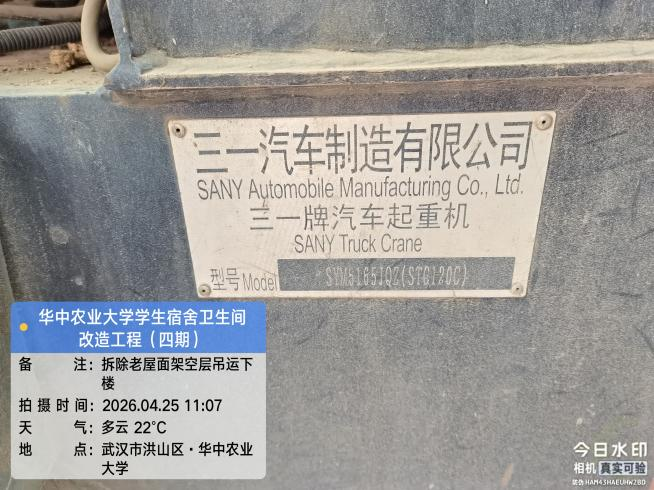 三一汽车制造有限公司
SANY Automobile Manufacturing Co., Ltd.
三一牌汽车起重机
SANY Truck Crane
型号 Model SYM5165JQZ(STC120C)
华中农业大学学生宿舍卫生间
改造工程（四期）
备 注: 拆除老屋面架空层吊运下
楼
拍摄时间: 2026.04.25 11:07
天 气: 多云 22°C
地 点: 武汉市洪山区·华中农业
大学
今日水印
相机 真实可验
防伪 HAM43HAEUHW2BD